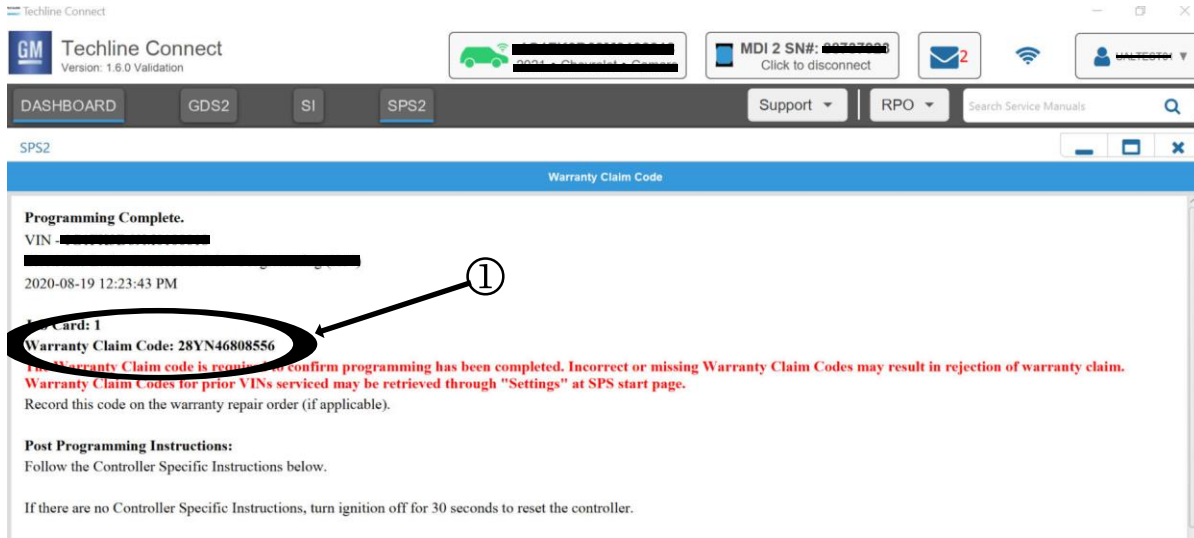 Techline Connect
GM
Techline Connect
Version: 1.6.0 Validation
2021 • Chevrolet • Camaro
MDI 2 SN#:
Click to disconnect
2
DASHBOARD
GDS2
SI
SPS2
Support
RPO
Search Service Manuals
SPS2
Warranty Claim Code
Programming Complete.
VIN -
2020-08-19 12:23:43 PM
①
Job Card: 1
Warranty Claim Code: 28YN46808556
The Warranty Claim code is required to confirm programming has been completed. Incorrect or missing Warranty Claim Codes may result in rejection of warranty claim.
Warranty Claim Codes for prior VINs serviced may be retrieved through "Settings" at SPS start page.
Record this code on the warranty repair order (if applicable).
Post Programming Instructions:
Follow the Controller Specific Instructions below.
If there are no Controller Specific Instructions, turn ignition off for 30 seconds to reset the controller.